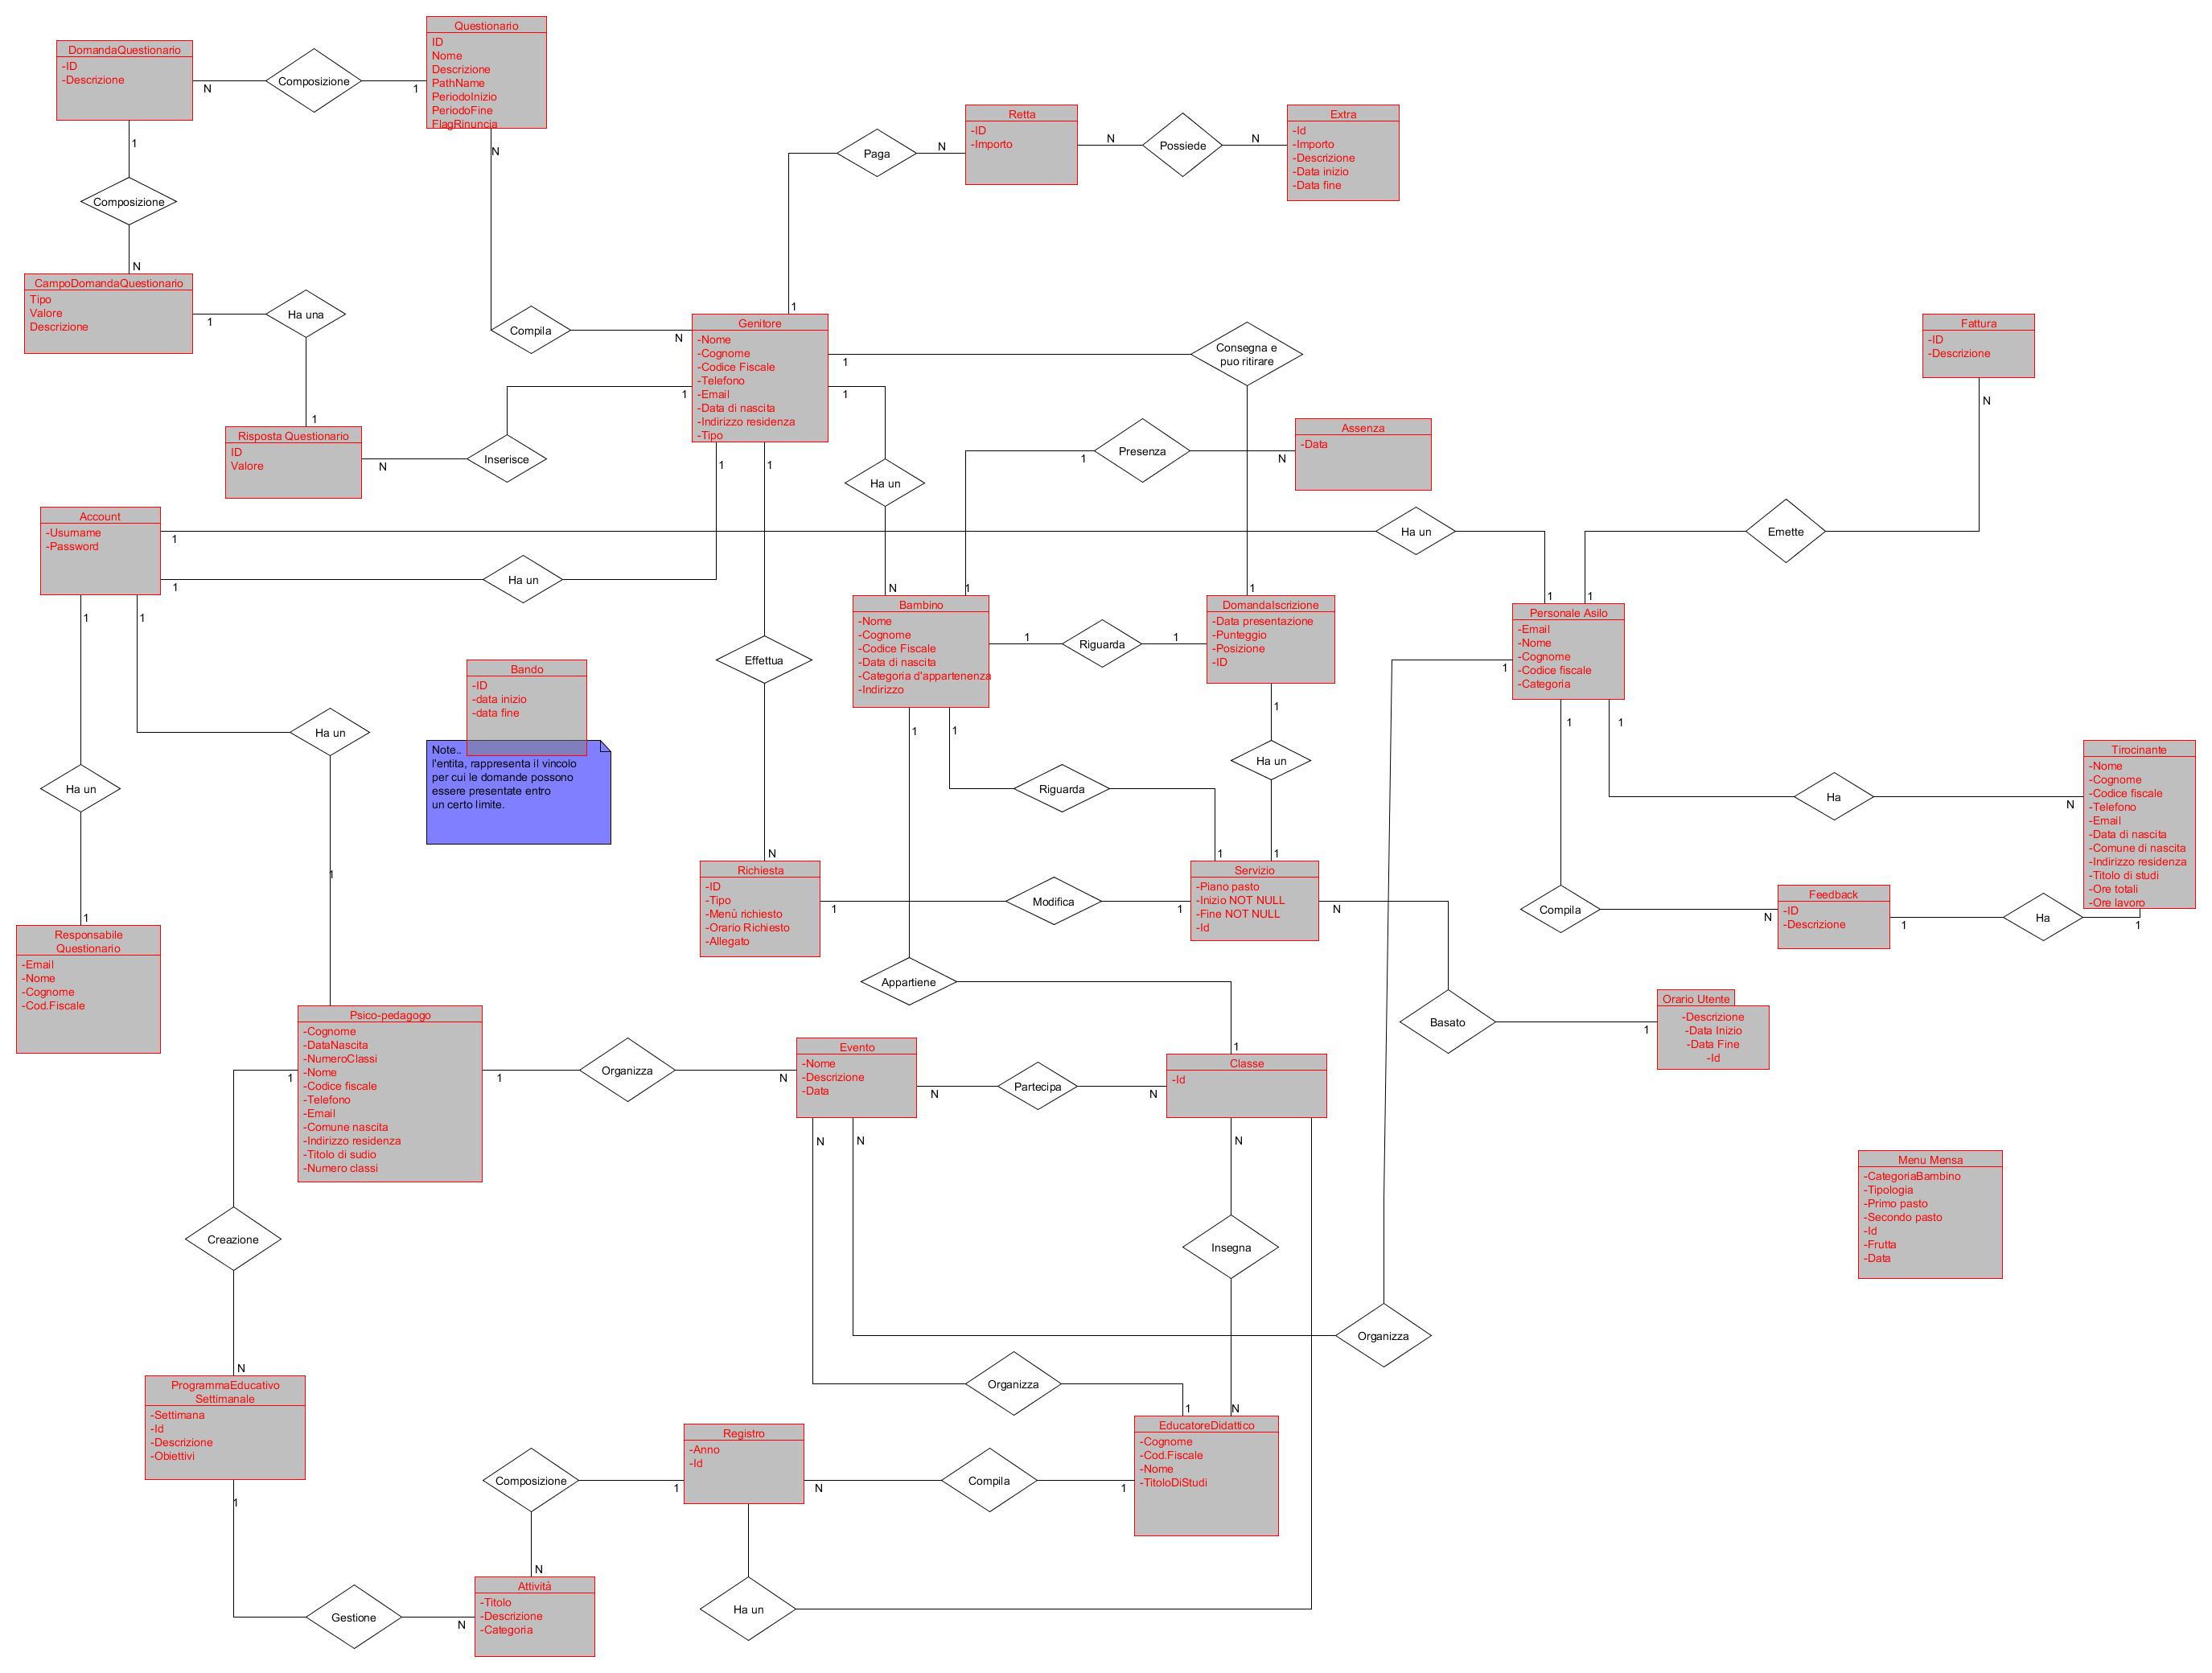 Questionario
ID
Nome
Descrizione
PathName
PeriodoInizio
PeriodoFine
FlagRinuncia
DomandaQuestionario
-ID
-Descrizione
N
Composizione
1
1
Composizione
N
N
Retta
-ID
-Importo
Extra
-Id
-Importo
-Descrizione
-Data inizio
-Data fine
Paga
N
N
Possiede
N
1
CampoDomandaQuestionario
Tipo
Valore
Descrizione
1
Ha una
1
Compila
N
Genitore
-Nome
-Cognome
-Codice Fiscale
-Telefono
-Email
-Data di nascita
-Indirizzo residenza
-Tipo
1
Consegna e
puo ritirare
1
Fattura
-ID
-Descrizione
N
Risposta Questionario
ID
Valore
N
Inserisce
1
1
Ha un
N
1
Presenza
N
1
Assenza
-Data
Account
-Usurname
-Password
1
Ha un
1
Emette
1
1
Ha un
1
1
Effettua
N
Bambino
-Nome
-Cognome
-Codice Fiscale
-Data di nascita
-Categoria d'appartenenza
-Indirizzo
1
Riguarda
1
DomandaIscrizione
-Data presentazione
-Punteggio
-Posizione
-ID
Personale Asilo
-Email
-Nome
-Cognome
-Codice fiscale
-Categoria
1
1
1
1
1
Ha un
1
Ha un
1
Bando
-ID
-data inizio
-data fine
Note..
l'entita, rappresenta il vincolo
per cui le domande possono
essere presentate entro
un certo limite.
1
1
Riguarda
1
1
Ha un
1
Ha
N
Tirocinante
-Nome
-Cognome
-Codice fiscale
-Telefono
-Email
-Data di nascita
-Comune di nascita
-Indirizzo residenza
-Titolo di studi
-Ore totali
-Ore lavoro
Richiesta
-ID
-Tipo
-Menù richiesto
-Orario Richiesto
-Allegato
1
Modifica
1
Servizio
-Piano pasto
-Inizio NOT NULL
-Fine NOT NULL
-Id
N
Compila
N
Feedback
-ID
-Descrizione
1
Ha
1
Responsabile
Questionario
-Email
-Nome
-Cognome
-Cod.Fiscale
Appartiene
1
Basato
1
Orario Utente
-Descrizione
-Data Inizio
-Data Fine
-Id
Psico-pedagogo
-Cognome
-DataNascita
-NumeroClassi
-Nome
-Codice fiscale
-Telefono
-Email
-Comune nascita
-Indirizzo residenza
-Titolo di sudio
-Numero classi
1
1
Organizza
N
Evento
-Nome
-Descrizione
-Data
N
Partecipa
N
Classe
-Id
N
N
N
Menu Mensa
-CategoriaBambino
-Tipologia
-Primo pasto
-Secondo pasto
-Id
-Frutta
-Data
Creazione
N
Insegna
N
Organizza
Organizza
1
ProgrammaEducativo
Settimanale
-Settimana
-Id
-Descrizione
-Obiettivi
1
Registro
-Anno
-Id
N
Compila
1
EducatoreDidattico
-Cognome
-Cod.Fiscale
-Nome
-TitoloDiStudi
Composizione
1
N
Gestione
N
Attività
-Titolo
-Descrizione
-Categoria
Ha un